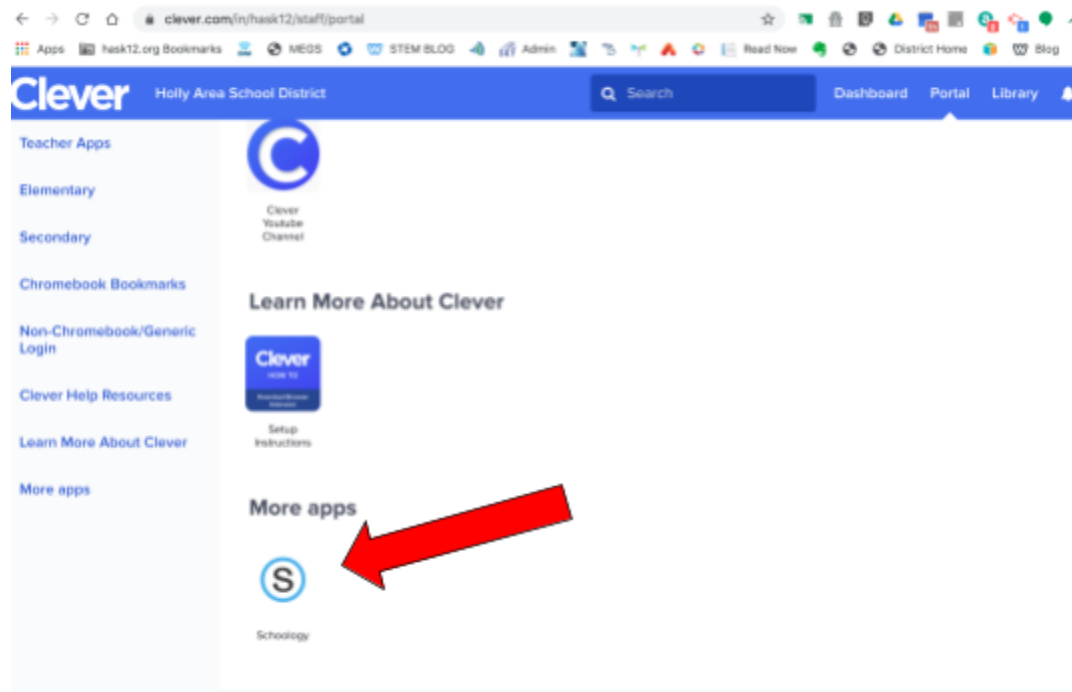 clever.com/in/hask12/staff/portal
Apps hask12.org Bookmarks MEGS STEM BLOG Admin Read Now District Home Blog
Clever Holly Area School District Search Dashboard Portal Library
Teacher Apps
Elementary
Secondary
Chromebook Bookmarks
Non-Chromebook/Generic
Login
Clever Help Resources
Learn More About Clever
More apps
C
Clever
Youtube
Channel
Learn More About Clever
Clever
HOW TO
Setup
Instructions
More apps
S
Schoology